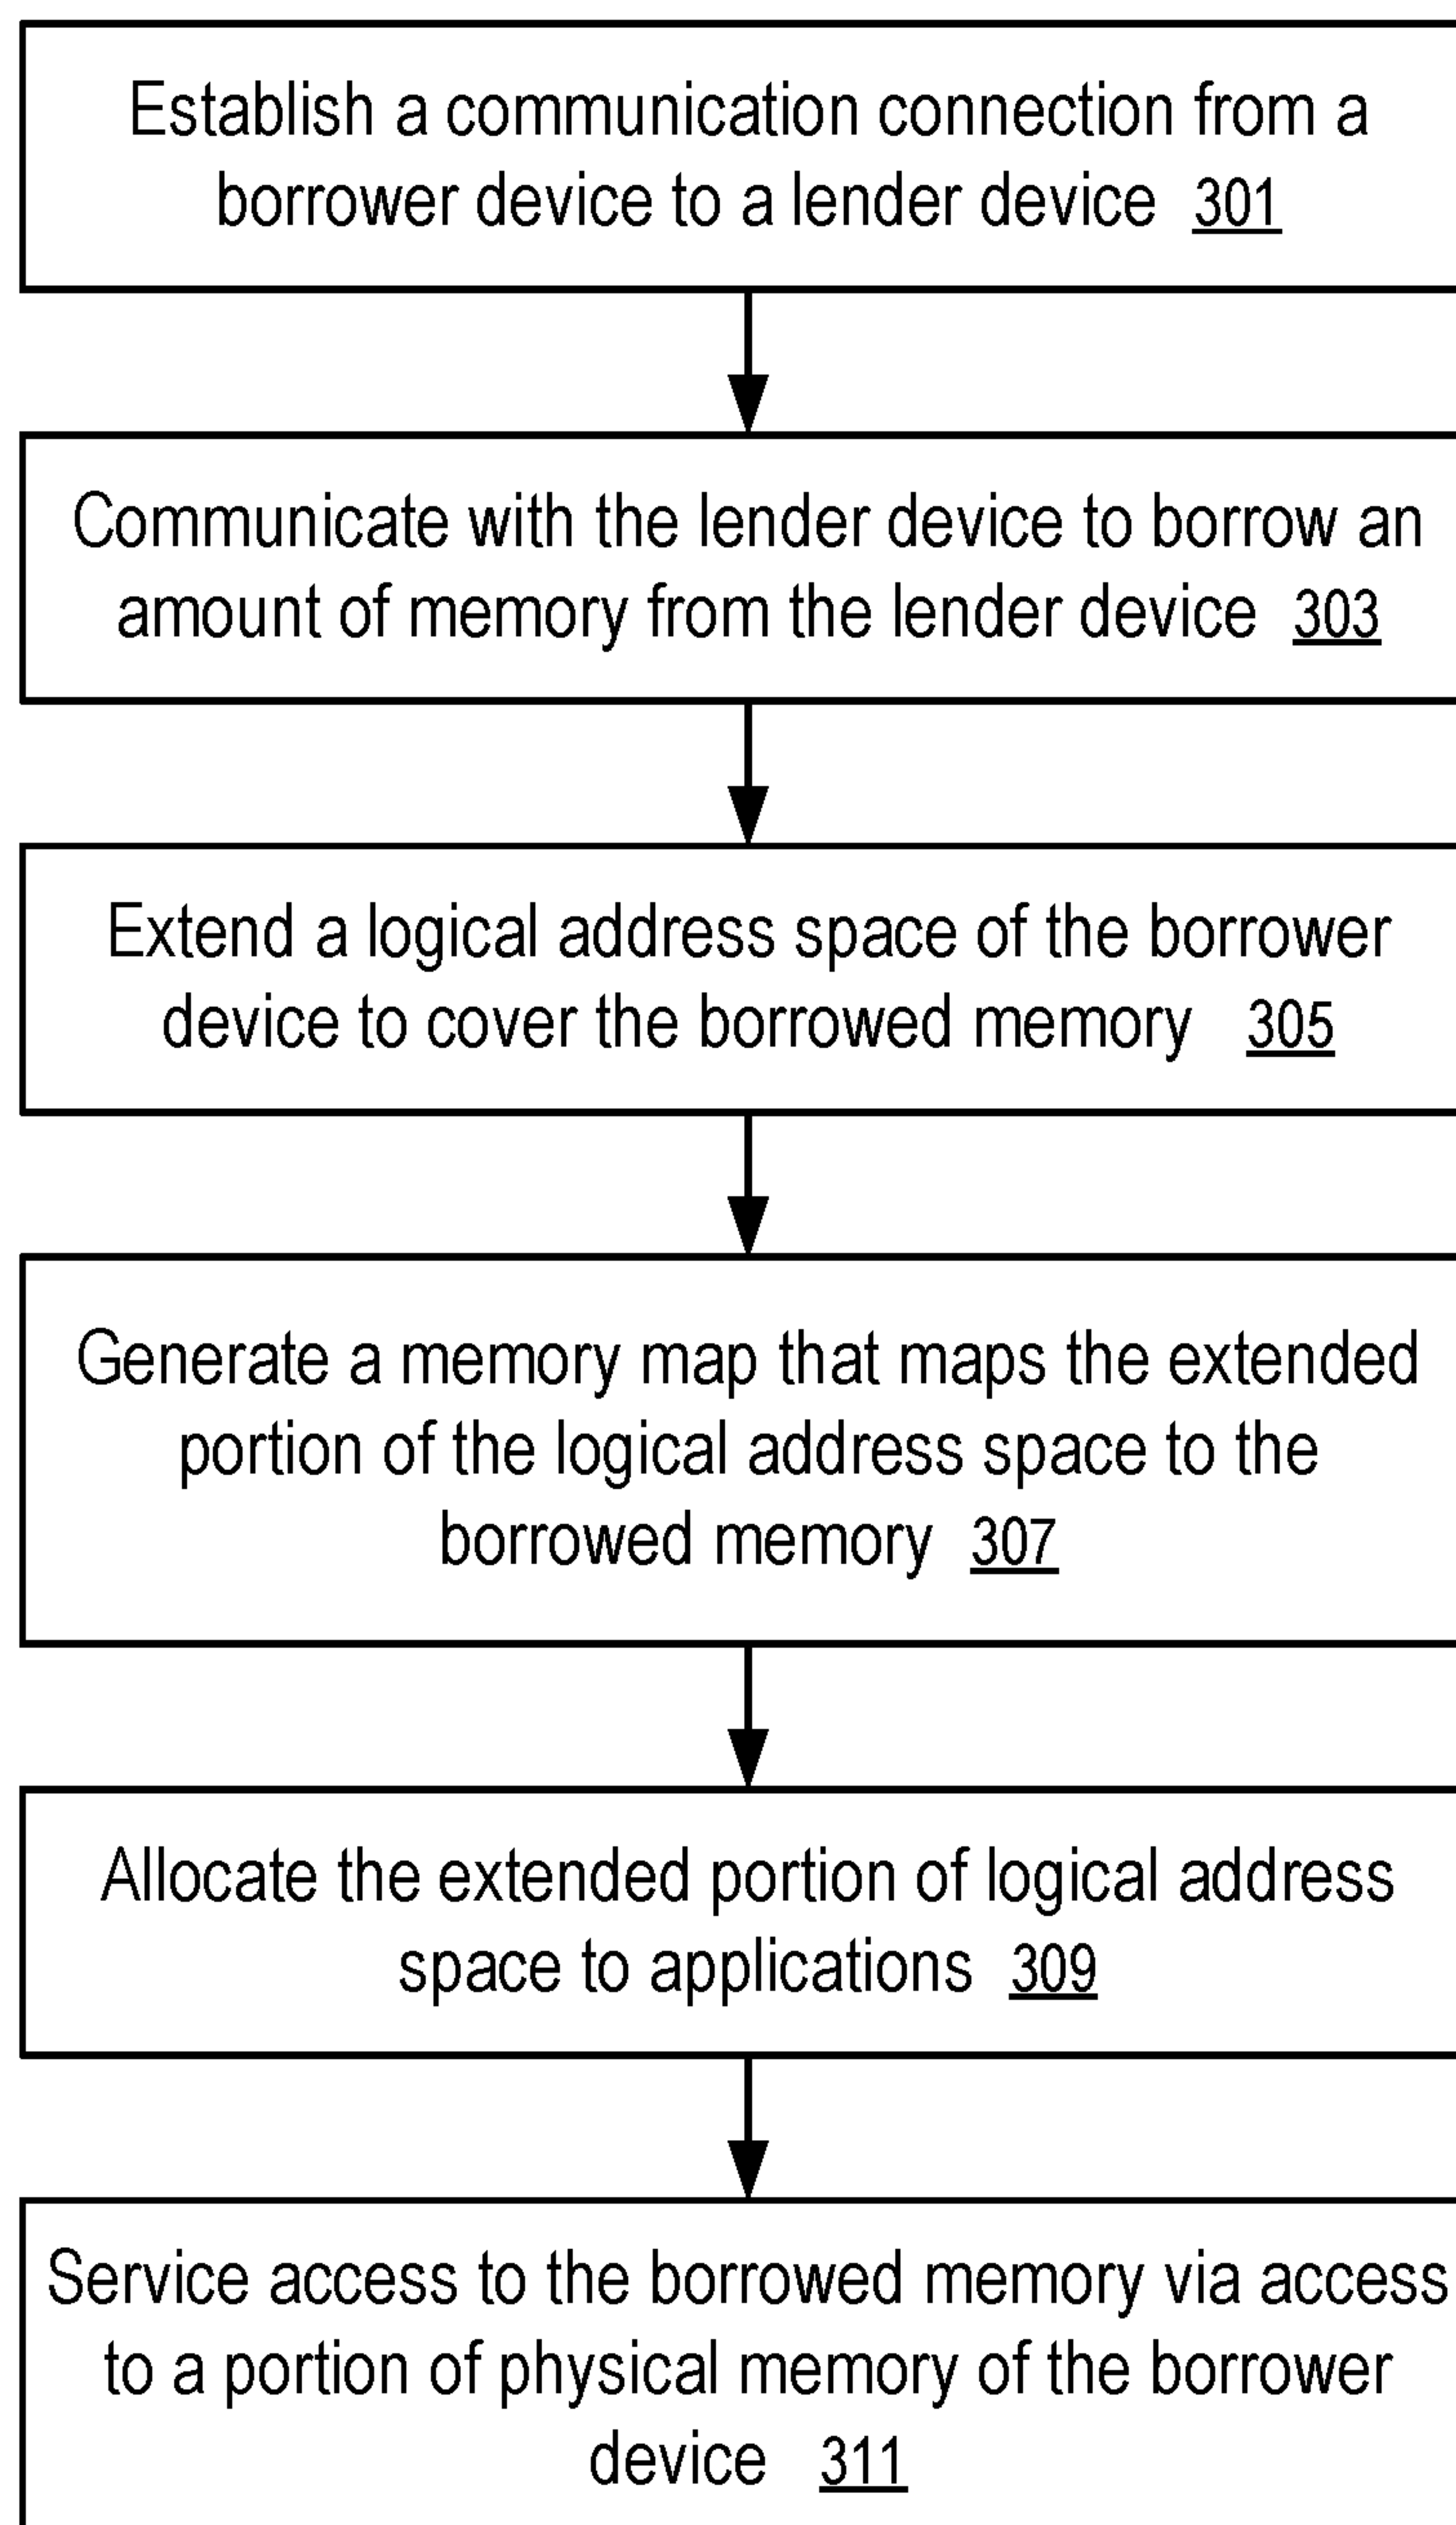 Establish a communication connection from a
borrower device to a lender device 301
Communicate with the lender device to borrow an
amount of memory from the lender device 303
Extend a logical address space of the borrower
device to cover the borrowed memory 305
Generate a memory map that maps the extended
portion of the logical address space to the
borrowed memory 307
Allocate the extended portion of logical address
space to applications 309
Service access to the borrowed memory via access
to a portion of physical memory of the borrower
device 311